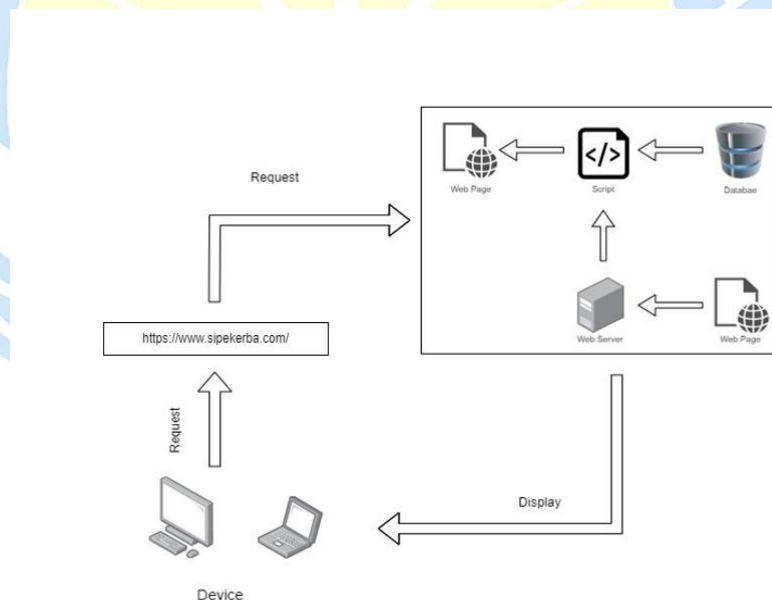 Request
Web Page
Script
Databae
Web Server
Web Page
https://www.sipekerba.com/
Request
Display
Device